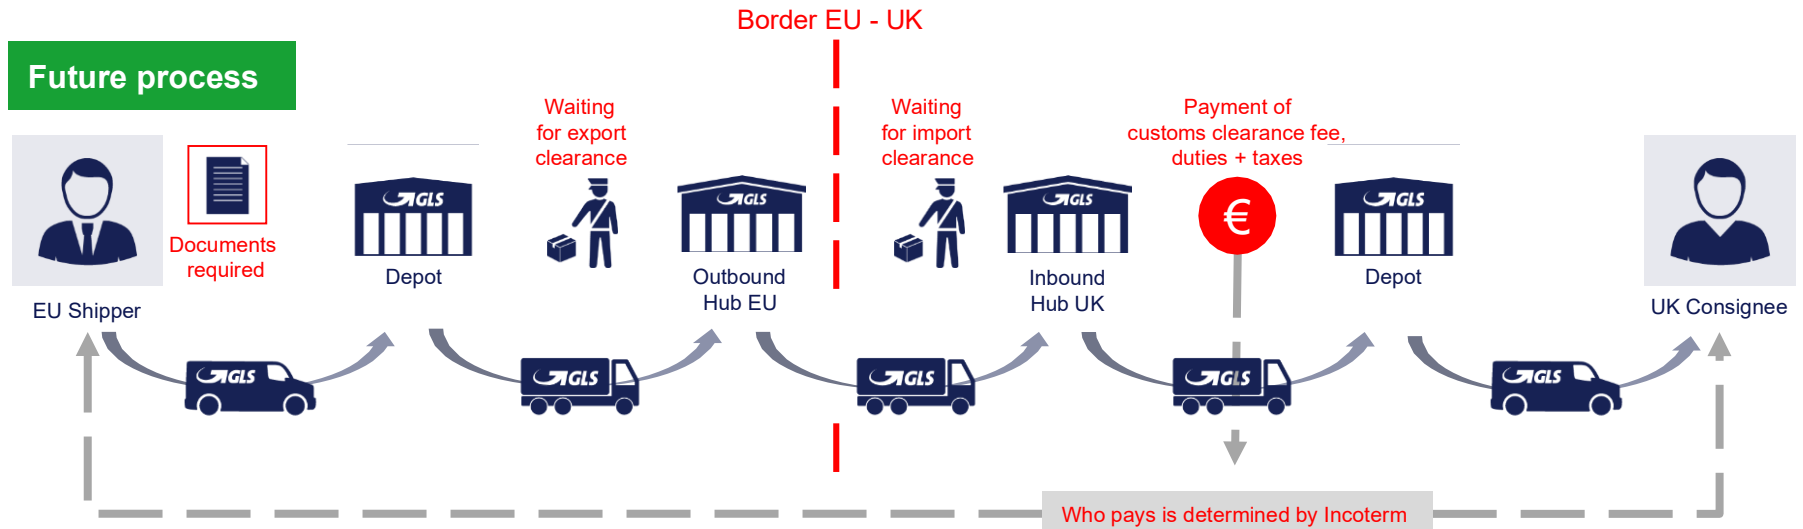 Border EU - UK
Future process
Waiting
for export
clearance
Waiting
for import
clearance
Payment of
customs clearance fee,
duties + taxes
GLS
GLS
GLS
GLS
€
Documents
required
Depot
Outbound
Hub EU
Inbound
Hub UK
Depot
EU Shipper
UK Consignee
GLS
GLS
GLS
GLS
GLS
Who pays is determined by Incoterm